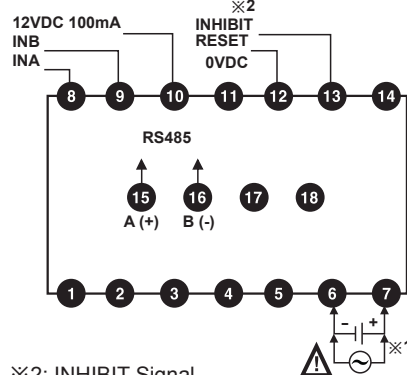 ※2
12VDC 100mA
INHIBIT
INB
RESET
INA
0VDC
8 9 10 11 12 13 14
RS485
15 16 17 18
A (+) B (-)
1 2 3 4 5 6 7
- +
※1
※2: INHIBIT Signal